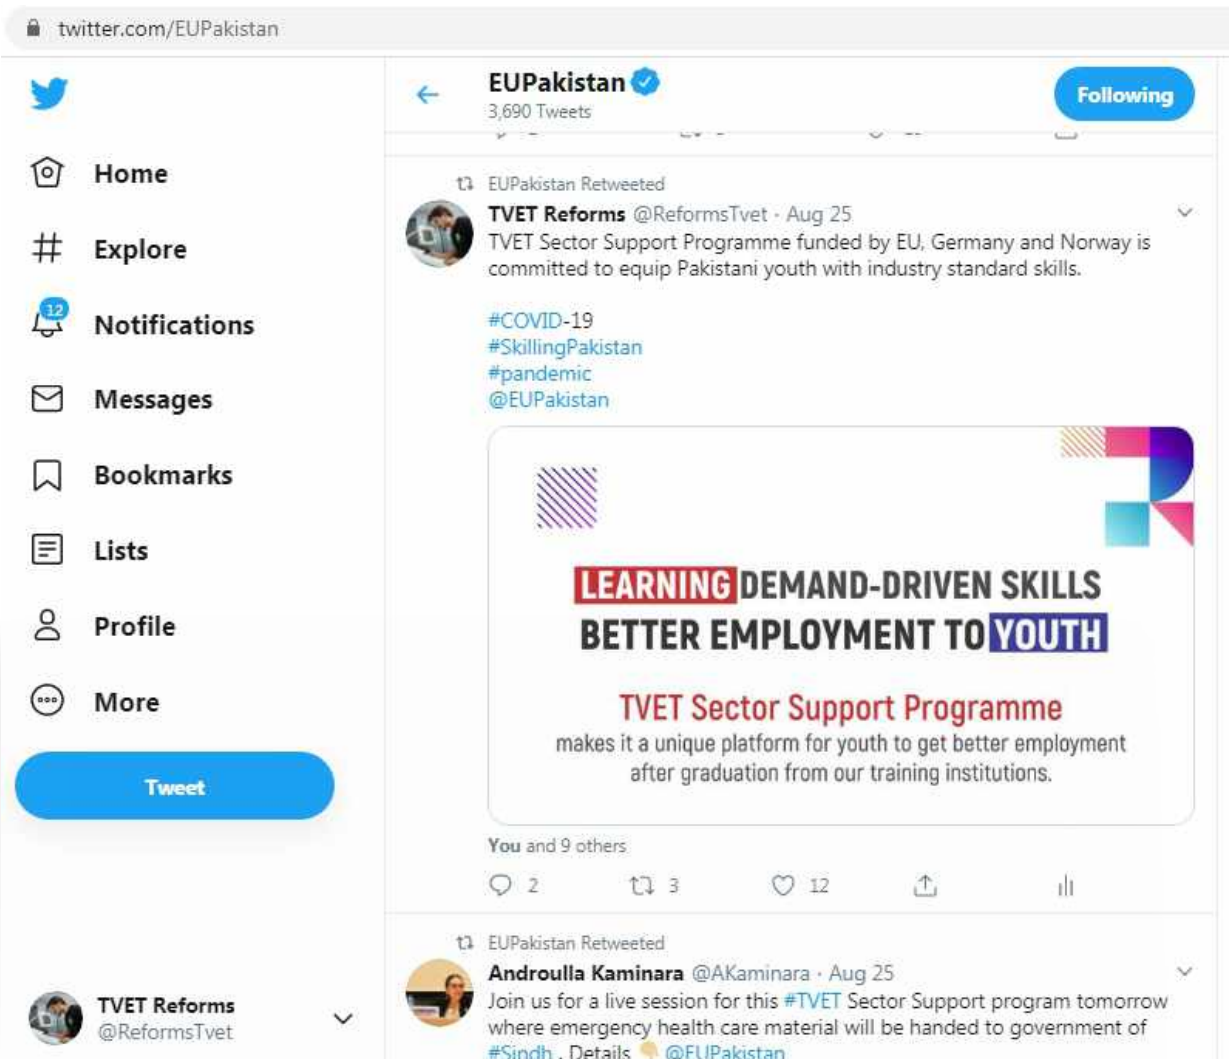 twitter.com/EUPakistan
EUPakistan
3,690 Tweets
Following
Home
Explore
12
Notifications
Messages
Bookmarks
Lists
Profile
More
Tweet
TVET Reforms
@ReformsTvet
EUPakistan Retweeted
TVET Reforms @ReformsTvet · Aug 25
TVET Sector Support Programme funded by EU, Germany and Norway is
committed to equip Pakistani youth with industry standard skills.
#COVID-19
#SkillingPakistan
#pandemic
@EUPakistan
LEARNING DEMAND-DRIVEN SKILLS
BETTER EMPLOYMENT TO YOUTH
TVET Sector Support Programme
makes it a unique platform for youth to get better employment
after graduation from our training institutions.
You and 9 others
2 3 12
EUPakistan Retweeted
Androulla Kaminara @AKaminara · Aug 25
Join us for a live session for this #TVET Sector Support program tomorrow
where emergency health care material will be handed to government of
#Sindh . Details @EUPakistan